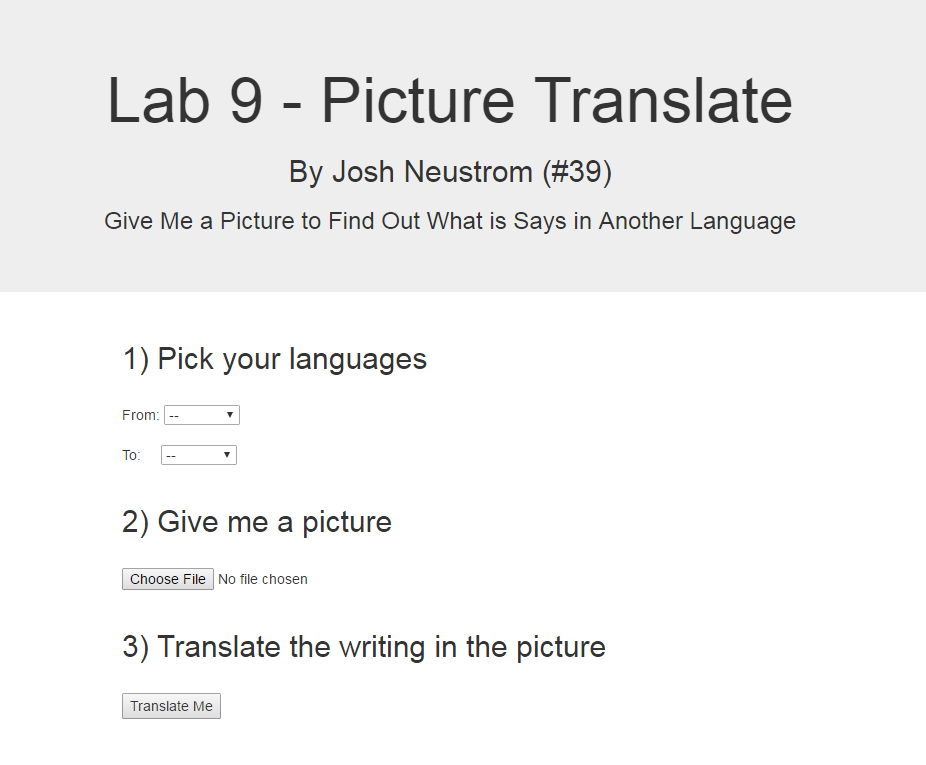 Lab 9 - Picture Translate
By Josh Neustrom (#39)
Give Me a Picture to Find Out What is Says in Another Language
1) Pick your languages
From: --
To: --
2) Give me a picture
Choose File No file chosen
3) Translate the writing in the picture
Translate Me